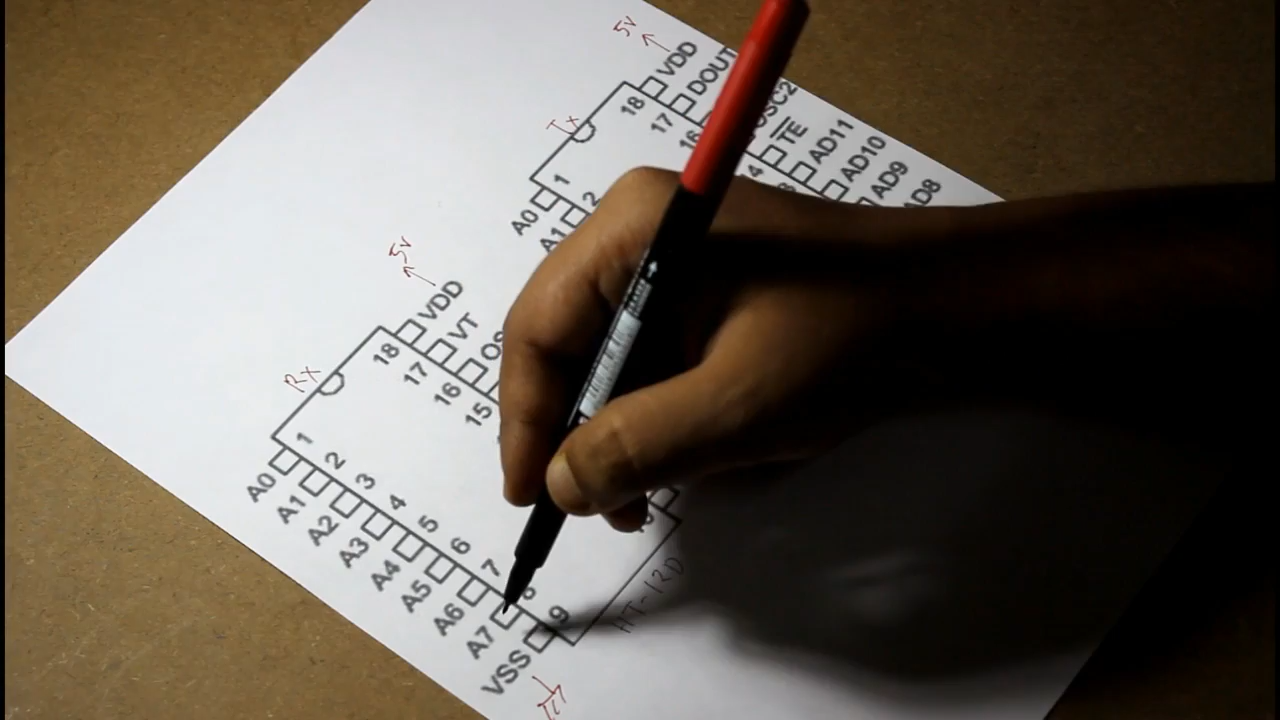 5V
VDD
DOUT
OSC2
TE
AD11
AD10
AD9
AD8
18
17
16
Tx
1
2
A0
A1
5V
VDD
VT
18
17
16
15
Rx
1
2
3
4
5
6
7
8
9
A0
A1
A2
A3
A4
A5
A6
A7
VSS
HT-12D